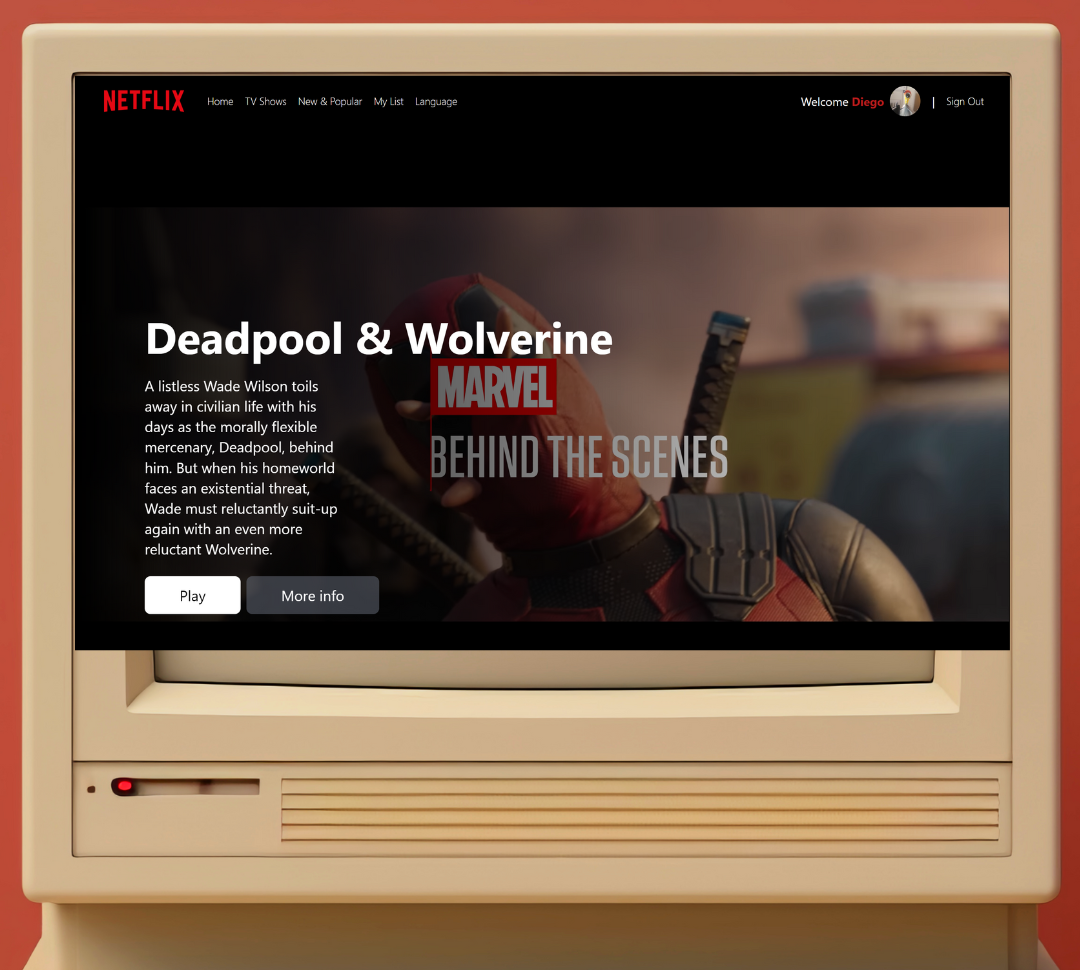 NETFLIX Home TV Shows New & Popular My List Language Welcome Diego | Sign Out
Deadpool & Wolverine
A listless Wade Wilson toils
away in civilian life with his
days as the morally flexible
mercenary, Deadpool, behind
him. But when his homeworld
faces an existential threat,
Wade must reluctantly suit-up
again with an even more
reluctant Wolverine.
MARVEL
BEHIND THE SCENES
Play More info